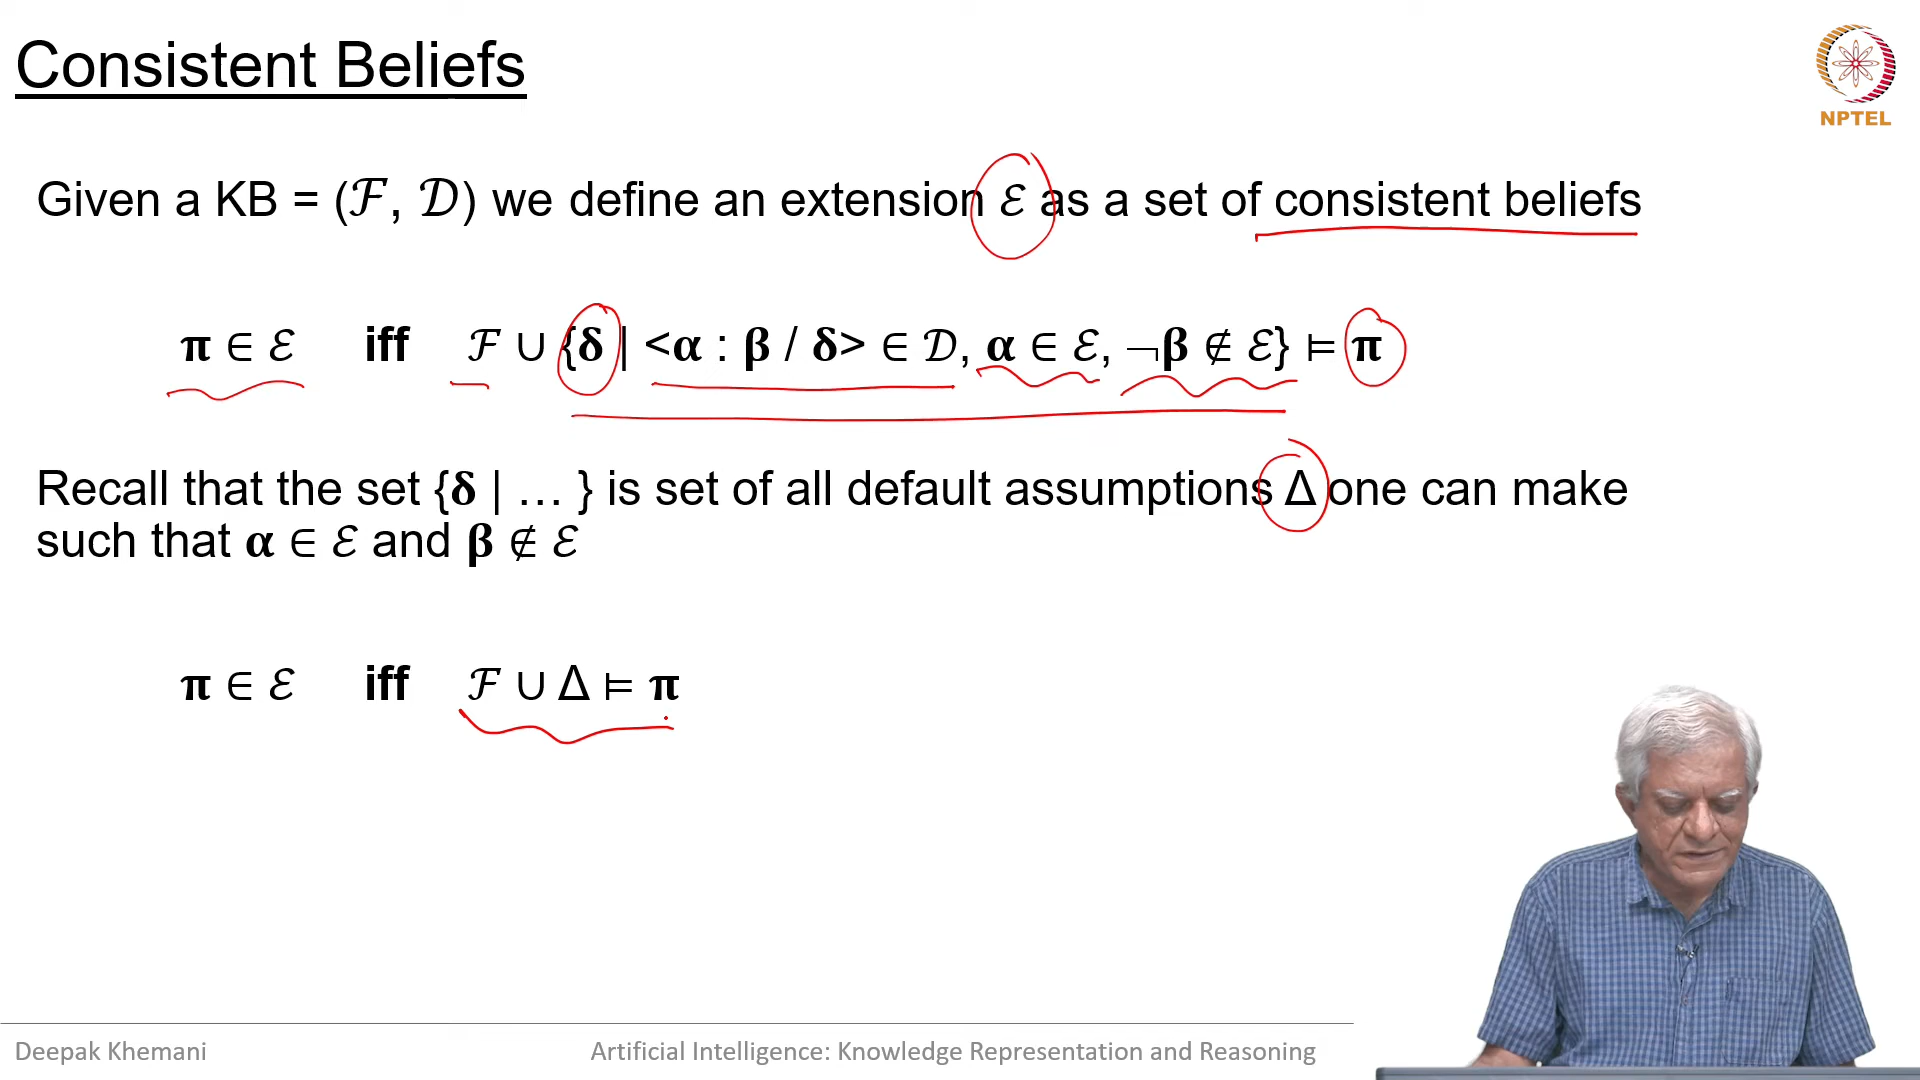 Consistent Beliefs
NPTEL
Given a KB = (ℱ, 𝒟) we define an extension ℰ as a set of consistent beliefs
π ∈ ℰ iff ℱ ∪ {δ | <α : β / δ> ∈ 𝒟, α ∈ ℰ, ¬β ∉ ℰ} ⊨ π
Recall that the set {δ | … } is set of all default assumptions Δ one can make
such that α ∈ ℰ and β ∉ ℰ
π ∈ ℰ iff ℱ ∪ Δ ⊨ π
Deepak Khemani
Artificial Intelligence: Knowledge Representation and Reasoning